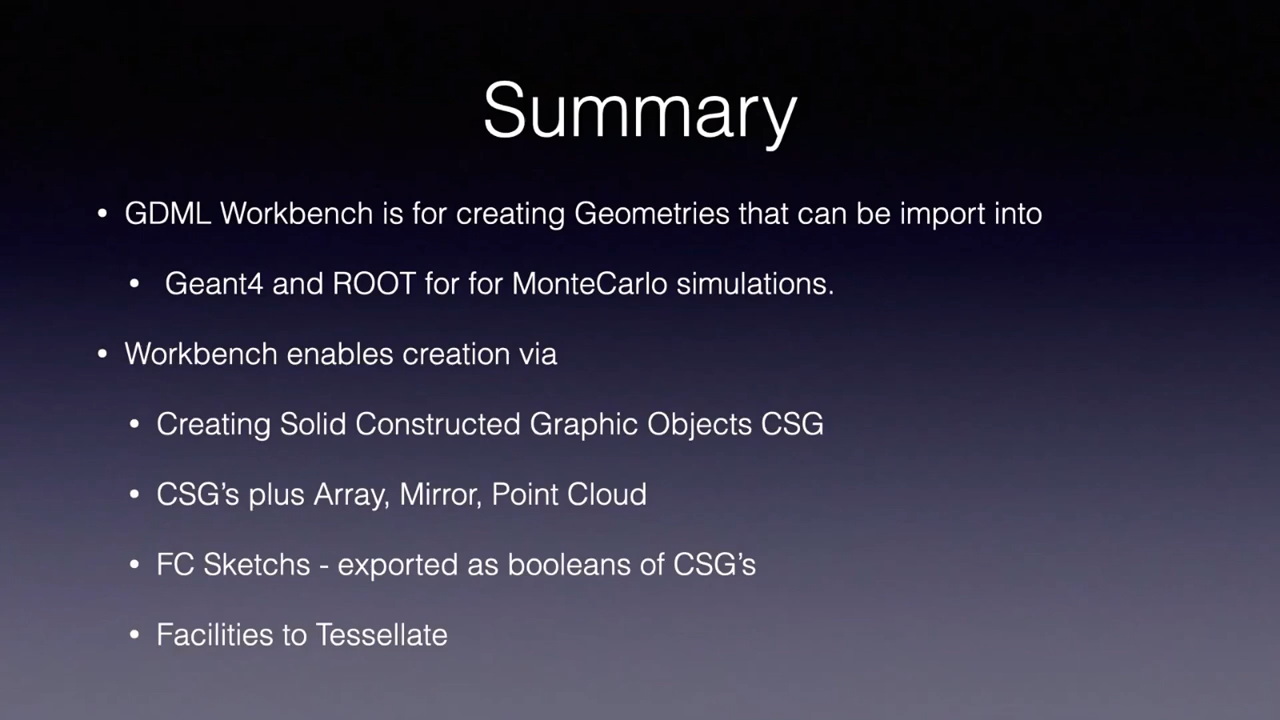 Summary
• GDML Workbench is for creating Geometries that can be import into
• Geant4 and ROOT for for MonteCarlo simulations.
• Workbench enables creation via
• Creating Solid Constructed Graphic Objects CSG
• CSG’s plus Array, Mirror, Point Cloud
• FC Sketchs - exported as booleans of CSG’s
• Facilities to Tessellate